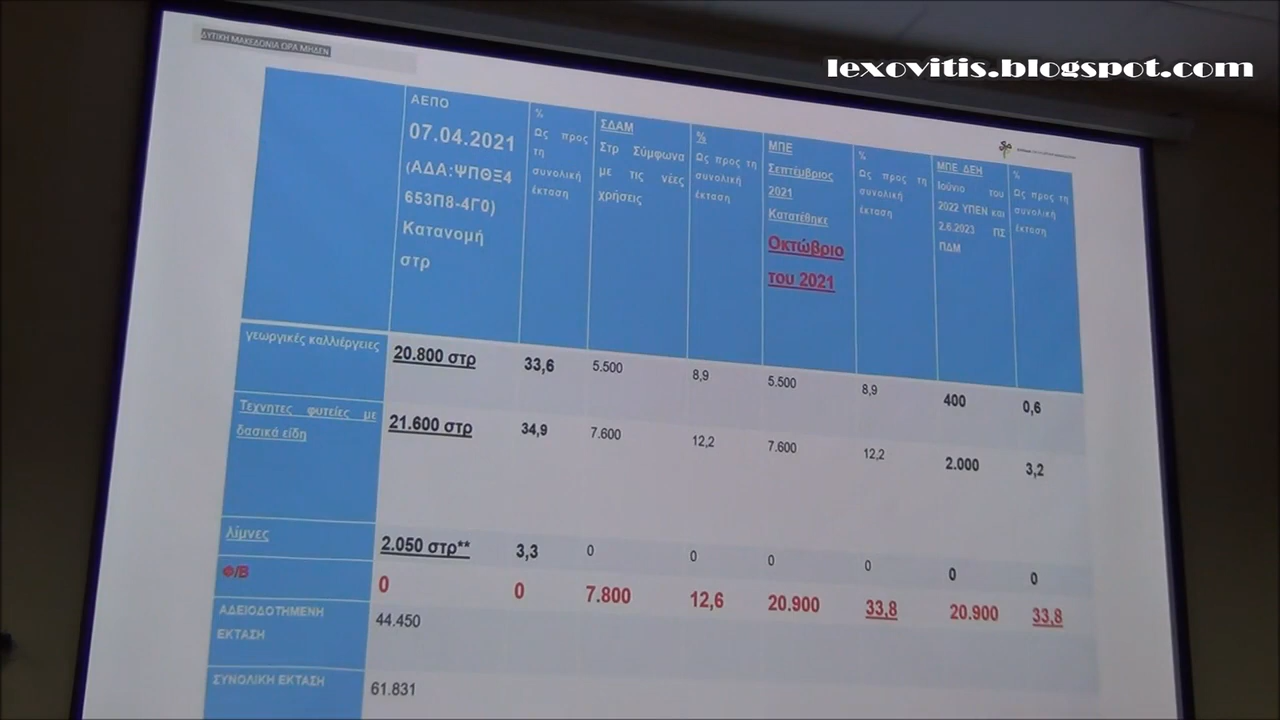 ΔΥΤΙΚΗ ΜΑΚΕΔΟΝΙΑ ΩΡΑ ΜΗΔΕΝ
lexovitis.blogspot.com
ΑΕΠΟ
07.04.2021
(ΑΔΑ:ΨΠΘΞ4
653Π8-4Γ0)
Κατανομή
στρ
%
Ως προς
τη
συνολική
έκταση
ΣΔΑΜ
Στρ Σύμφωνα
με τις νέες
χρήσεις
%
Ως προς τη
συνολική
έκταση
ΜΠΕ
Σεπτέμβριος
2021
Κατατέθηκε
Οκτώβριο
του 2021
%
Ως προς τη
συνολική
έκταση
ΜΠΕ ΔΕΗ
Ιούνιο του
2022 ΥΠΕΝ και
2.6.2023 ΠΣ
ΠΔΜ
%
Ως προς τη
συνολική
έκταση
γεωργικές καλλιέργειες
20.800 στρ
33,6
5.500
8,9
5.500
8,9
400
0,6
Τεχνητες φυτείες με
δασικά είδη
21.600 στρ
34,9
7.600
12,2
7.600
12,2
2.000
3,2
λίμνες
2.050 στρ**
3,3
0
0
0
0
0
0
Φ/Β
0
0
7.800
12,6
20.900
33,8
20.900
33,8
ΑΔΕΙΟΔΟΤΗΜΕΝΗ
ΕΚΤΑΣΗ
44.450
ΣΥΝΟΛΙΚΗ ΕΚΤΑΣΗ
61.831